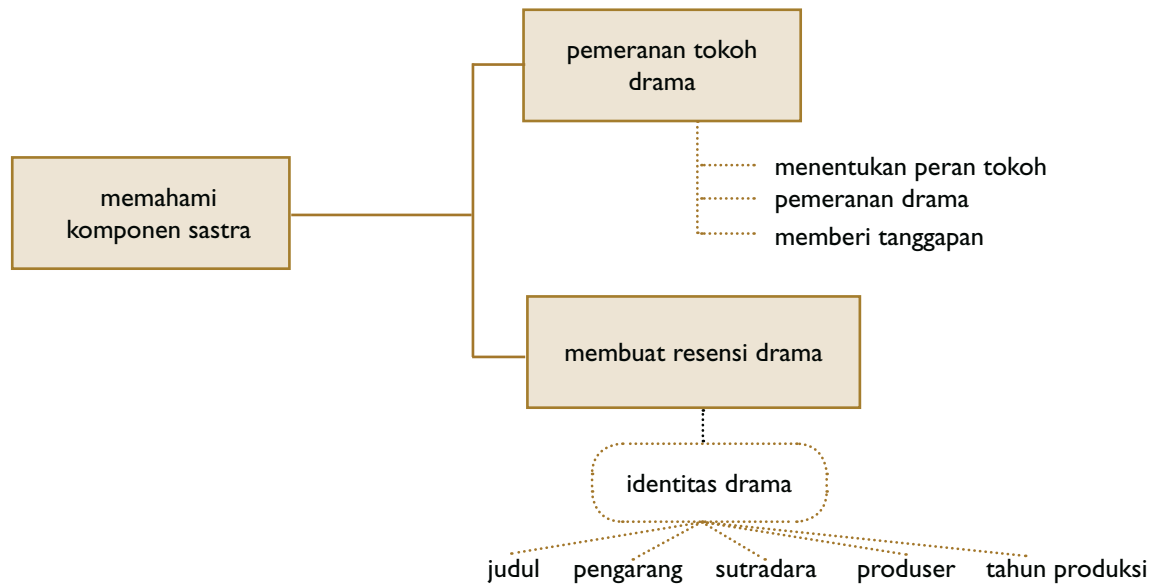 pemeranan tokoh
drama
memahami
komponen sastra
menentukan peran tokoh
pemeranan drama
memberi tanggapan
membuat resensi drama
identitas drama
judul pengarang sutradara produser tahun produksi